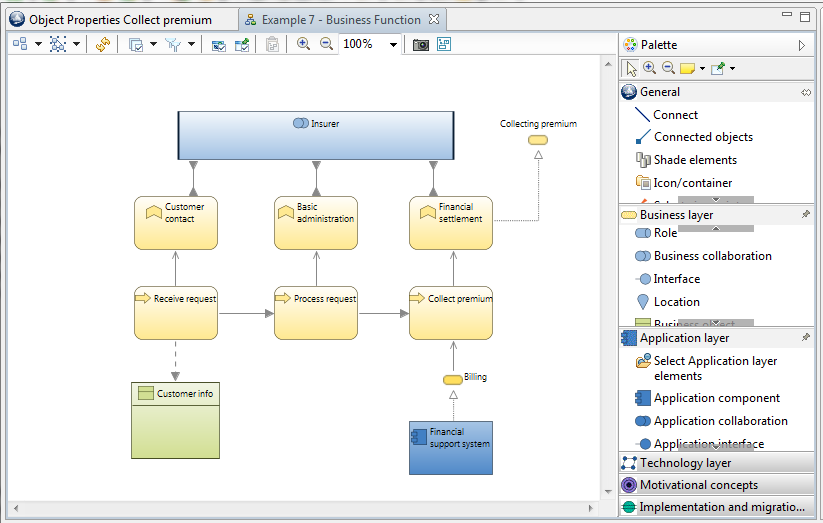 Object Properties Collect premium
Example 7 - Business Function
100%
Insurer
Collecting premium
Customer
contact
Basic
administration
Financial
settlement
Receive request
Process request
Collect premium
Customer info
Billing
Financial
support system
Palette
General
Connect
Connected objects
Shade elements
Icon/container
Business layer
Role
Business collaboration
Interface
Location
Business object
Application layer
Select Application layer
elements
Application component
Application collaboration
Application interface
Technology layer
Motivational concepts
Implementation and migratio...